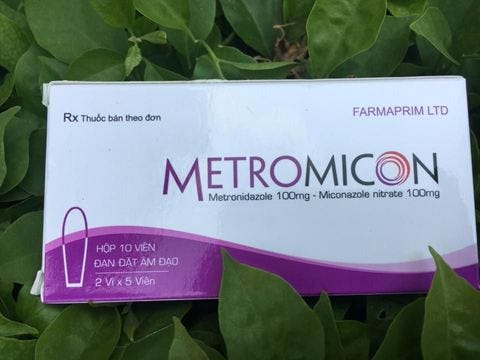 Rx Thuốc bán theo đơn
FARMAPRIM LTD
METROMICON
Metronidazole 100mg - Miconazole nitrate 100mg
HỘP 10 VIÊN
ĐẠN ĐẶT ÂM ĐẠO
2 Vỉ x 5 Viên